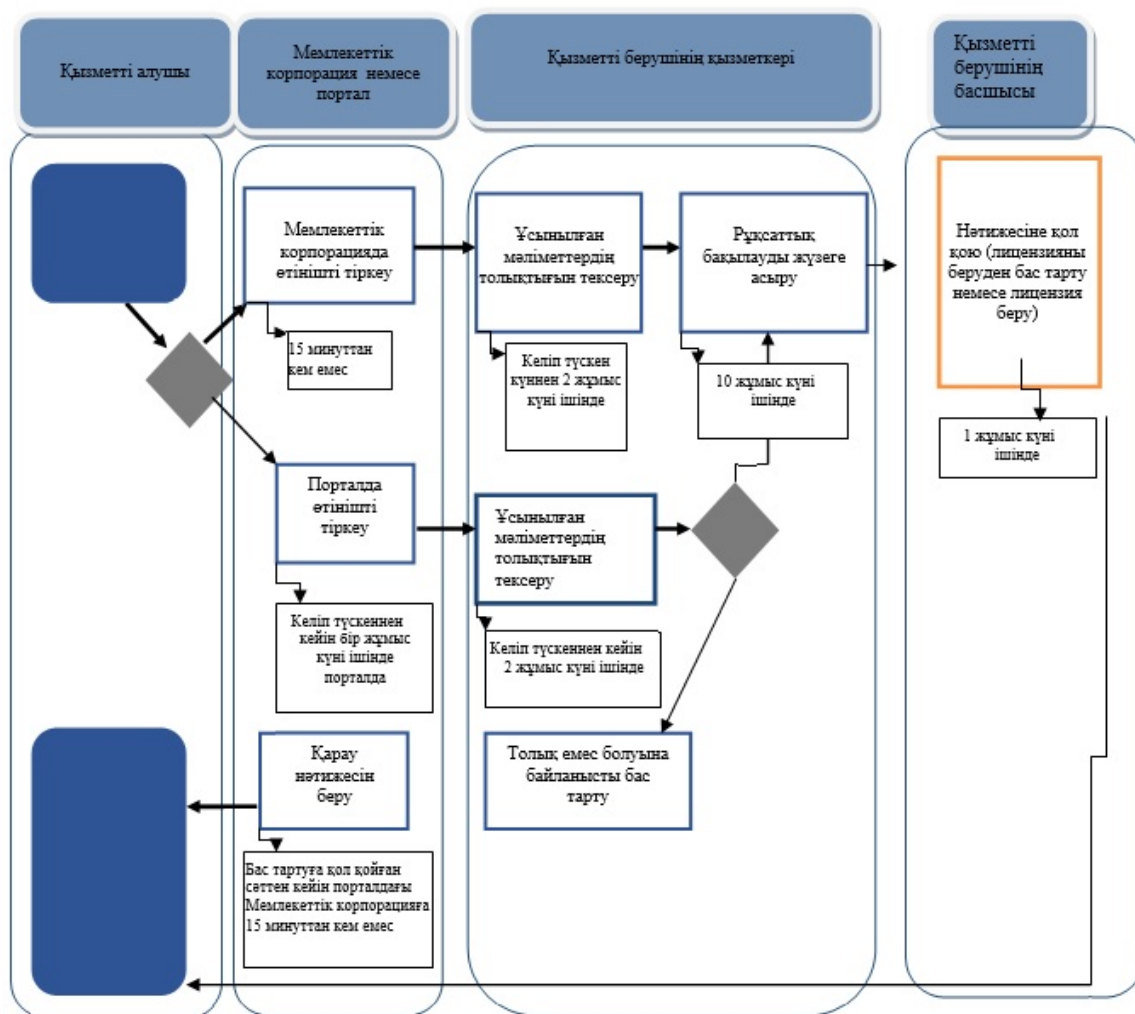 Қызметті алушы
Мемлекеттік
корпорация немесе
портал
Қызметті берушінің қызметкері
Қызметті
берушінің
басшысы
Мемлекеттік
корпорацияда
өтінішті тіркеу
Ұсынылған
мәліметтердің
толықтығын тексеру
Рұқсаттық
бақылауды жүзеге
асыру
Нәтижесіне қол
қою (лицензияны
беруден бас тарту
немесе лицензия
беру)
15 минуттан
кем емес
Келіп түскен
күннен 2 жұмыс
күні ішінде
10 жұмыс күні
ішінде
1 жұмыс күні
ішінде
Порталда
өтінішті
тіркеу
Ұсынылған
мәліметтердің
толықтығын
тексеру
Келіп түскеннен
кейін бір жұмыс
күні ішінде
порталда
Келіп түскеннен кейін
2 жұмыс күні ішінде
Қарау
нәтижесін
беру
Толық емес болуына
байланысты бас
тарту
Бас тартуға қол қойған
сәттен кейін порталдағы
Мемлекеттік корпорацияға
15 минуттан кем емес